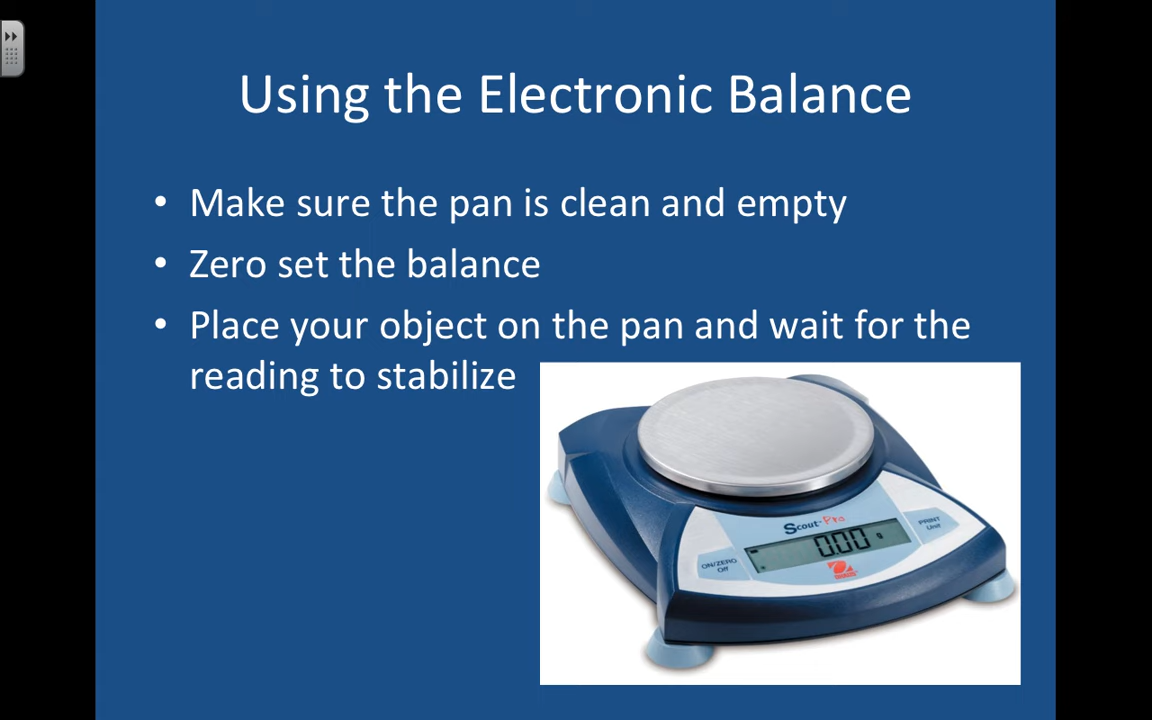 Using the Electronic Balance
• Make sure the pan is clean and empty
• Zero set the balance
• Place your object on the pan and wait for the
reading to stabilize
Scout-Pro
PRINT
Unit
0.00 g
ON/ZERO
Off
OHAUS